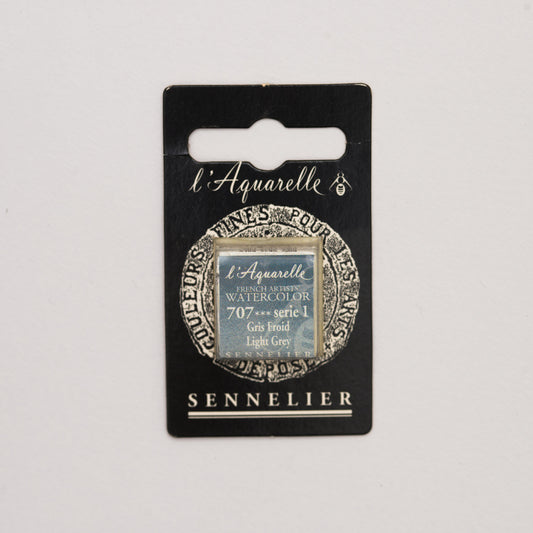 l'Aquarelle
COULEURS FINES POUR LES ARTS
l'Aquarelle
FRENCH ARTISTS'
WATERCOLOR
707*** serie 1
Gris Froid
Light Grey
SENNELIER
DEPOSE
SENNELIER